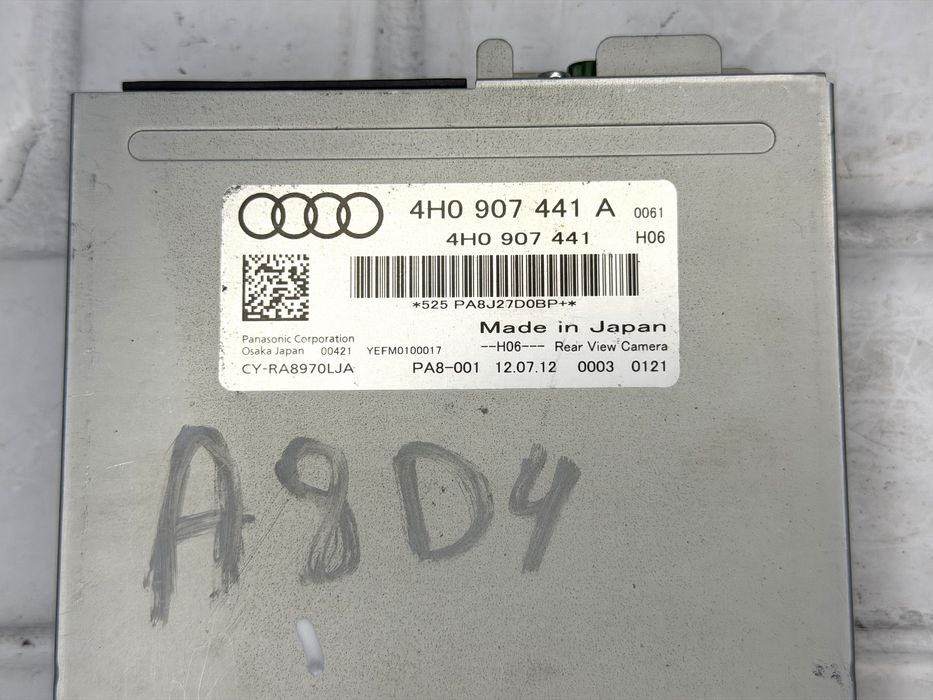 4H0 907 441 A 0061
4H0 907 441 H06
*525 PA8J27D0BP+*
Made in Japan
Panasonic Corporation
Osaka Japan 00421 YEFM0100017 --H06--- Rear View Camera
CY-RA8970LJA PA8-001 12.07.12 0003 0121
A8D4